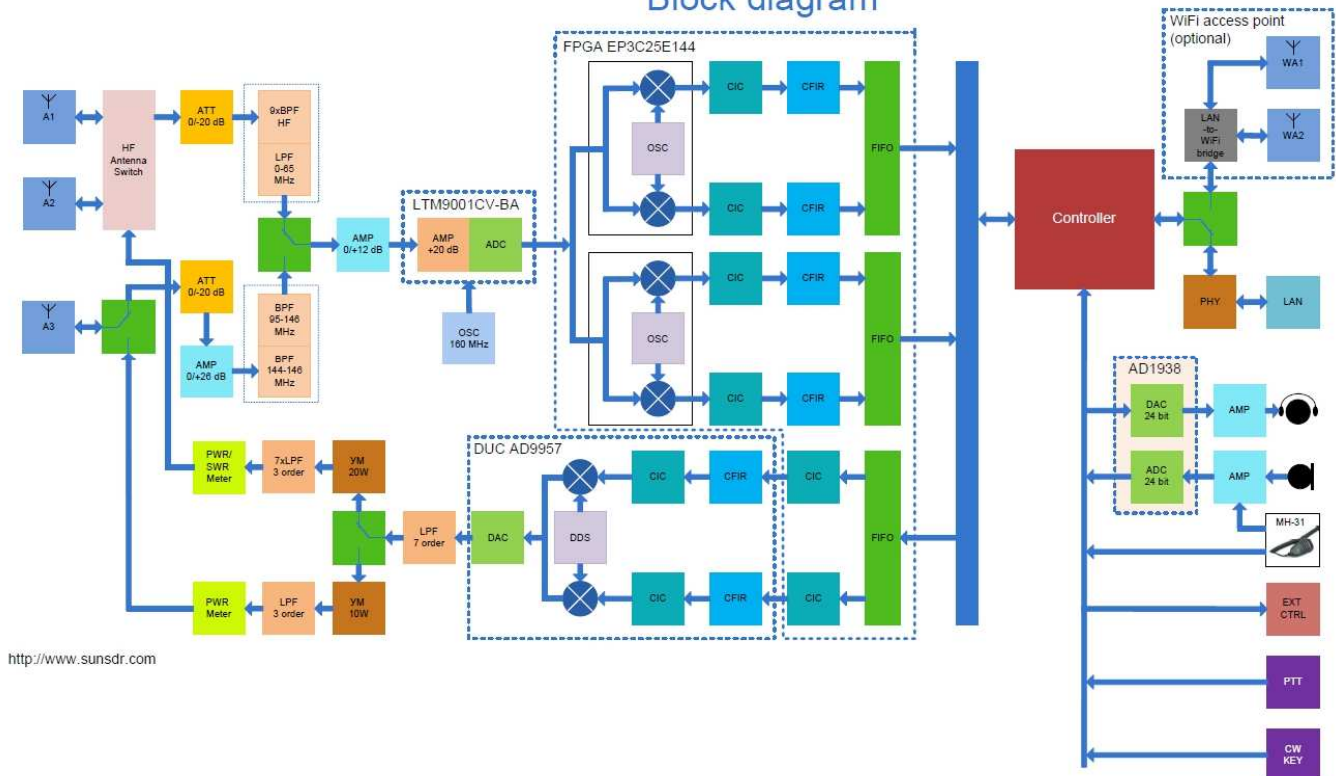 Block diagram
WiFi access point
(optional)
FPGA EP3C25E144
WA1
A1
ATT
0/-20 dB
9xBPF
HF
CIC
CFIR
HF
Antenna
Switch
LPF
0-65
MHz
OSC
FIFO
LAN
-to-
WiFi
bridge
WA2
A2
LTM9001CV-BA
CIC
CFIR
AMP
0/+12 dB
AMP
+20 dB
ADC
Controller
ATT
0/-20 dB
CIC
CFIR
A3
BPF
95-146
MHz
OSC
160 MHz
OSC
FIFO
PHY
LAN
AMP
0/+26 dB
BPF
144-146
MHz
CIC
CFIR
AD1938
DAC
24 bit
AMP
DUC AD9957
PWR/
SWR
Meter
7xLPF
3 order
УМ
20W
CIC
CFIR
CIC
ADC
24 bit
AMP
LPF
7 order
DAC
DDS
FIFO
MH-31
PWR
Meter
LPF
3 order
УМ
10W
CIC
CFIR
CIC
EXT
CTRL
http://www.sunsdr.com
PTT
CW
KEY